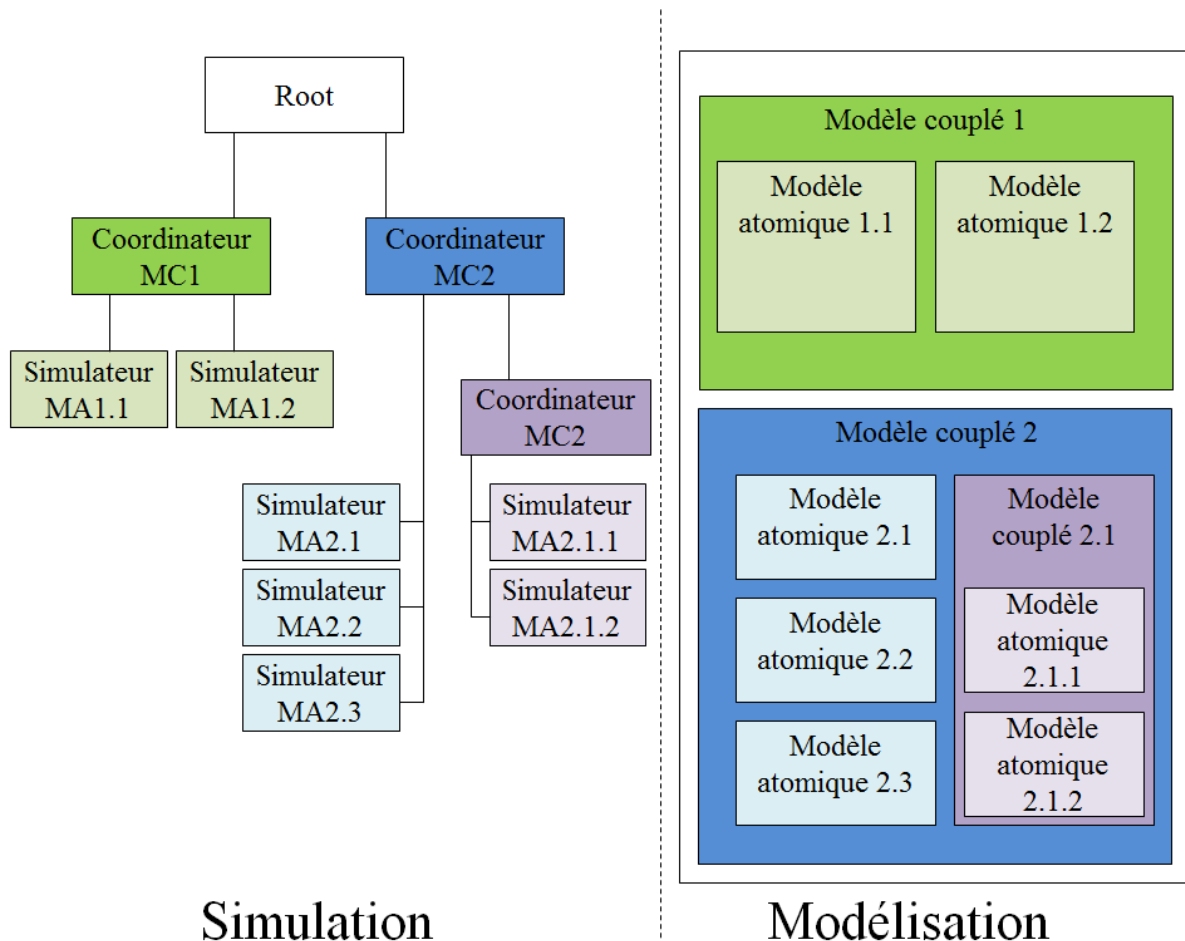 Root
Coordinateur
MC1
Coordinateur
MC2
Simulateur
MA1.1
Simulateur
MA1.2
Coordinateur
MC2
Simulateur
MA2.1
Simulateur
MA2.2
Simulateur
MA2.3
Simulateur
MA2.1.1
Simulateur
MA2.1.2
Simulation
Modèle couplé 1
Modèle
atomique 1.1
Modèle
atomique 1.2
Modèle couplé 2
Modèle
atomique 2.1
Modèle
atomique 2.2
Modèle
atomique 2.3
Modèle
couplé 2.1
Modèle
atomique
2.1.1
Modèle
atomique
2.1.2
Modélisation